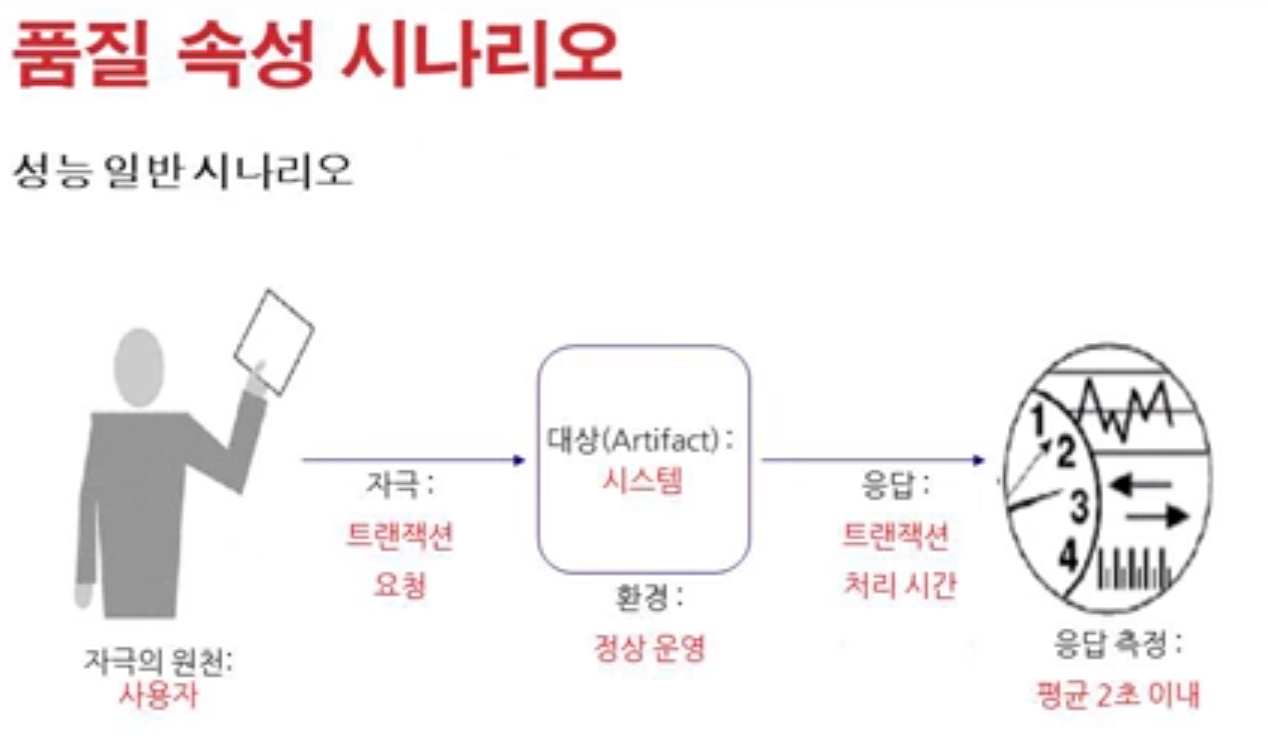 품질 속성 시나리오
성능 일반 시나리오
자극의 원천:
사용자
자극 :
트랜잭션
요청
대상(Artifact) :
시스템
환경 :
정상 운영
응답 :
트랜잭션
처리 시간
1
2
3
4
응답 측정 :
평균 2초 이내